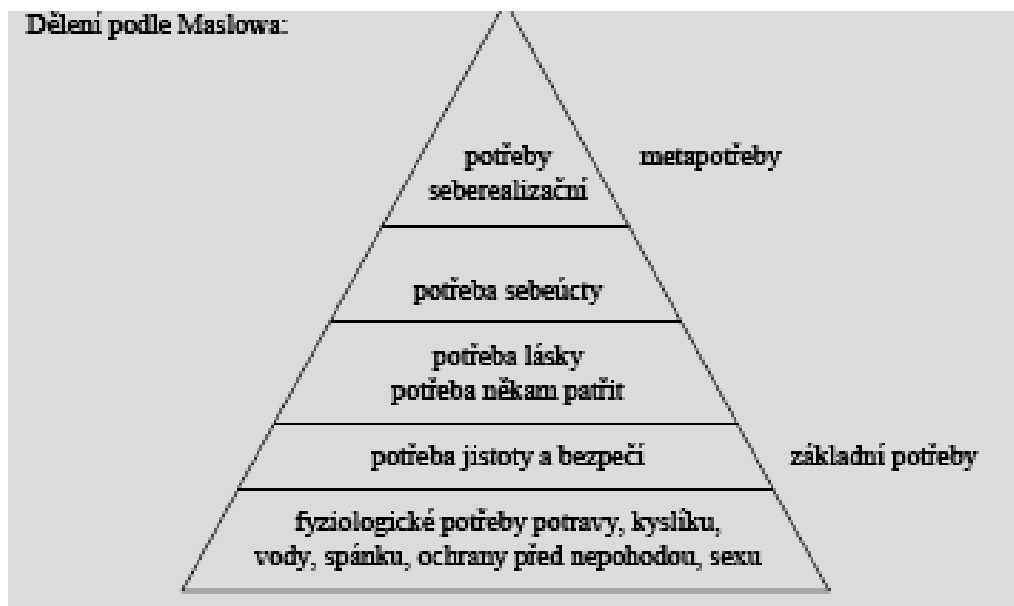 Dělení podle Maslowa:
potřeby
seberealizační
metapotřeby
potřeba sebeúcty
potřeba lásky
potřeba někam patřit
potřeba jistoty a bezpečí
základní potřeby
fyziologické potřeby potravy, kyslíku,
vody, spánku, ochrany před nepohodou, sexu